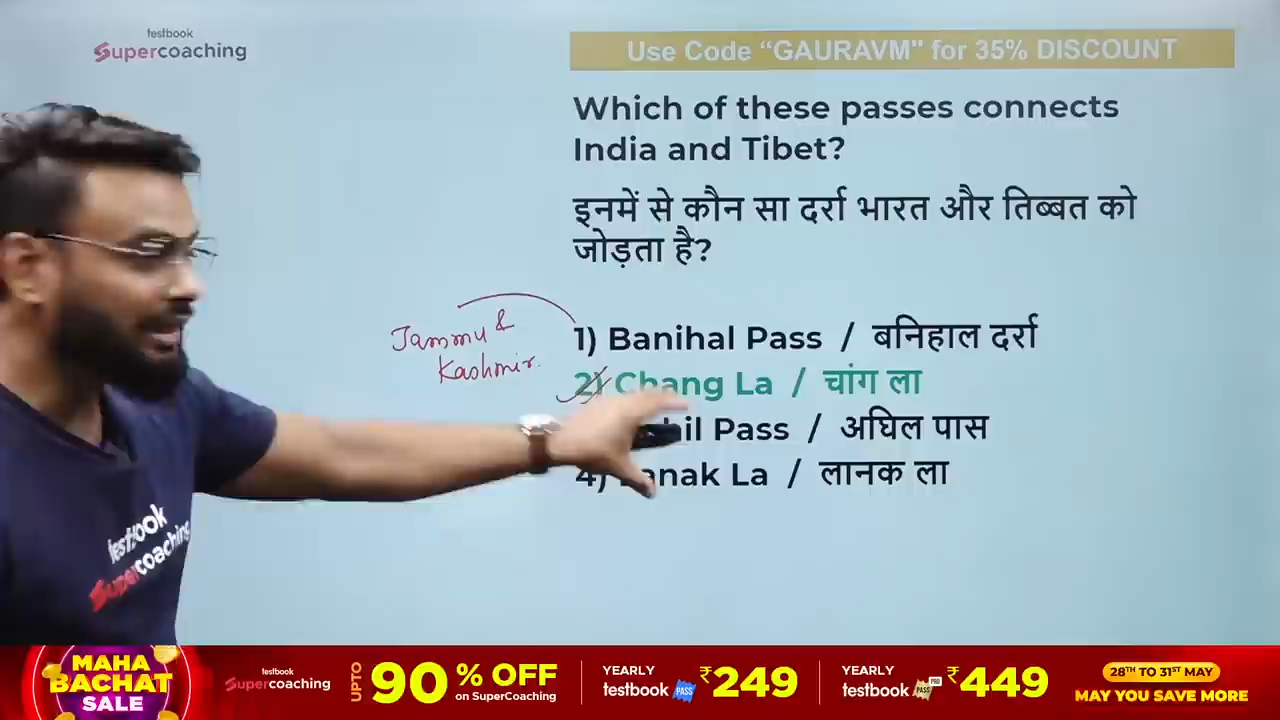 testbook
Supercoaching
Use Code “GAURAVM" for 35% DISCOUNT
Which of these passes connects
India and Tibet?
इनमें से कौन सा दर्रा भारत और तिब्बत को
जोड़ता है?
Jammu &
Kashmir.
1) Banihal Pass / बनिहाल दर्रा
2) Chang La / चांग ला
Pass / अघिल पास
4) La / लानक ला
testbook
Supercoaching
MAHA
BACHAT
SALE
testbook
Supercoaching
UPTO 90% OFF
on SuperCoaching
YEARLY
testbook PASS ₹249
YEARLY
testbook PASS PRO ₹449
28TH TO 31ST MAY
MAY YOU SAVE MORE